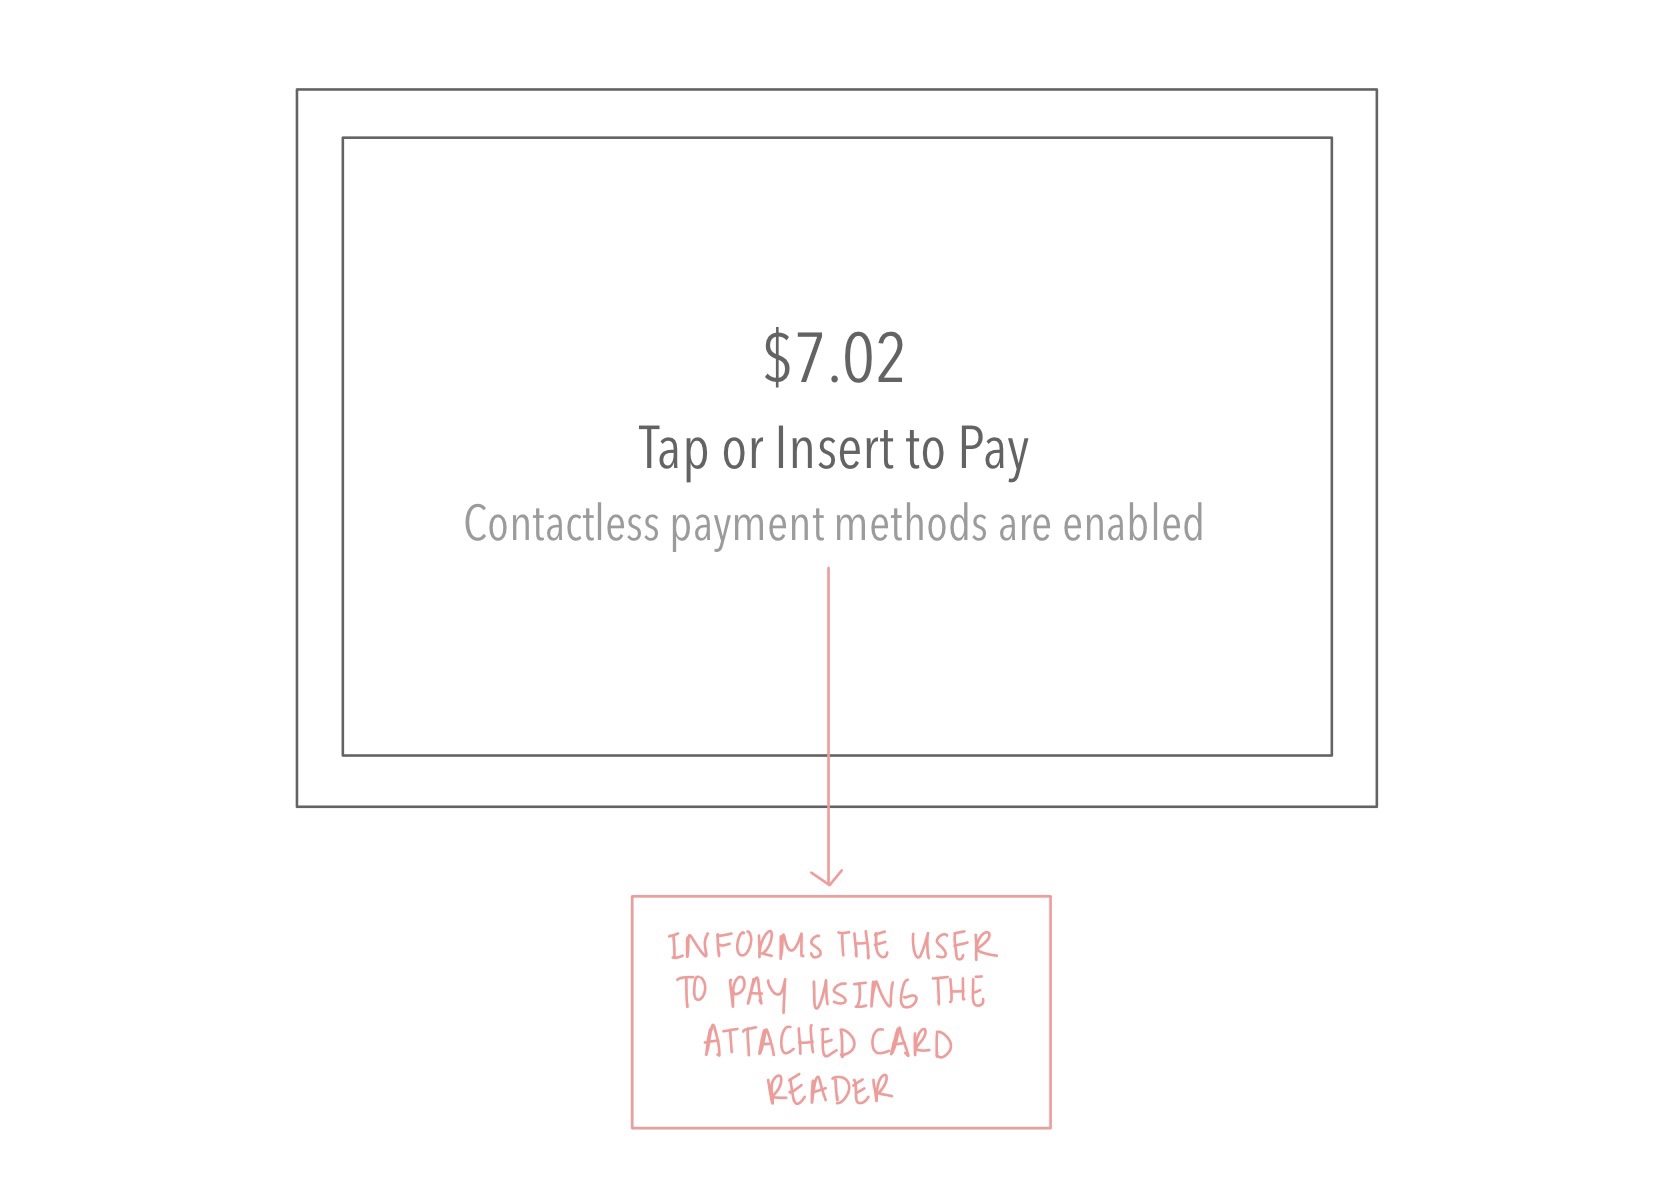 $7.02
Tap or Insert to Pay
Contactless payment methods are enabled
INFORMS THE USER
TO PAY USING THE
ATTACHED CARD
READER